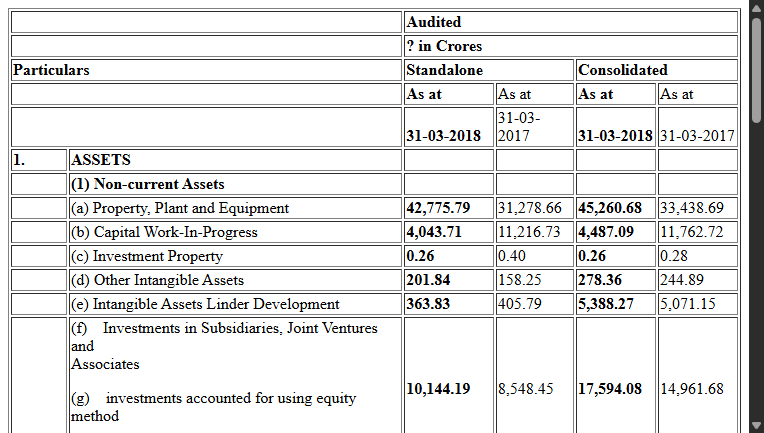 Audited
? in Crores
Particulars Standalone Consolidated
As at As at As at As at
31-03-2018 31-03-2017 31-03-2018 31-03-2017
1. ASSETS
(1) Non-current Assets
(a) Property, Plant and Equipment 42,775.79 31,278.66 45,260.68 33,438.69
(b) Capital Work-In-Progress 4,043.71 11,216.73 4,487.09 11,762.72
(c) Investment Property 0.26 0.40 0.26 0.28
(d) Other Intangible Assets 201.84 158.25 278.36 244.89
(e) Intangible Assets Linder Development 363.83 405.79 5,388.27 5,071.15
(f) Investments in Subsidiaries, Joint Ventures
and
Associates
(g) investments accounted for using equity
method
10,144.19 8,548.45 17,594.08 14,961.68